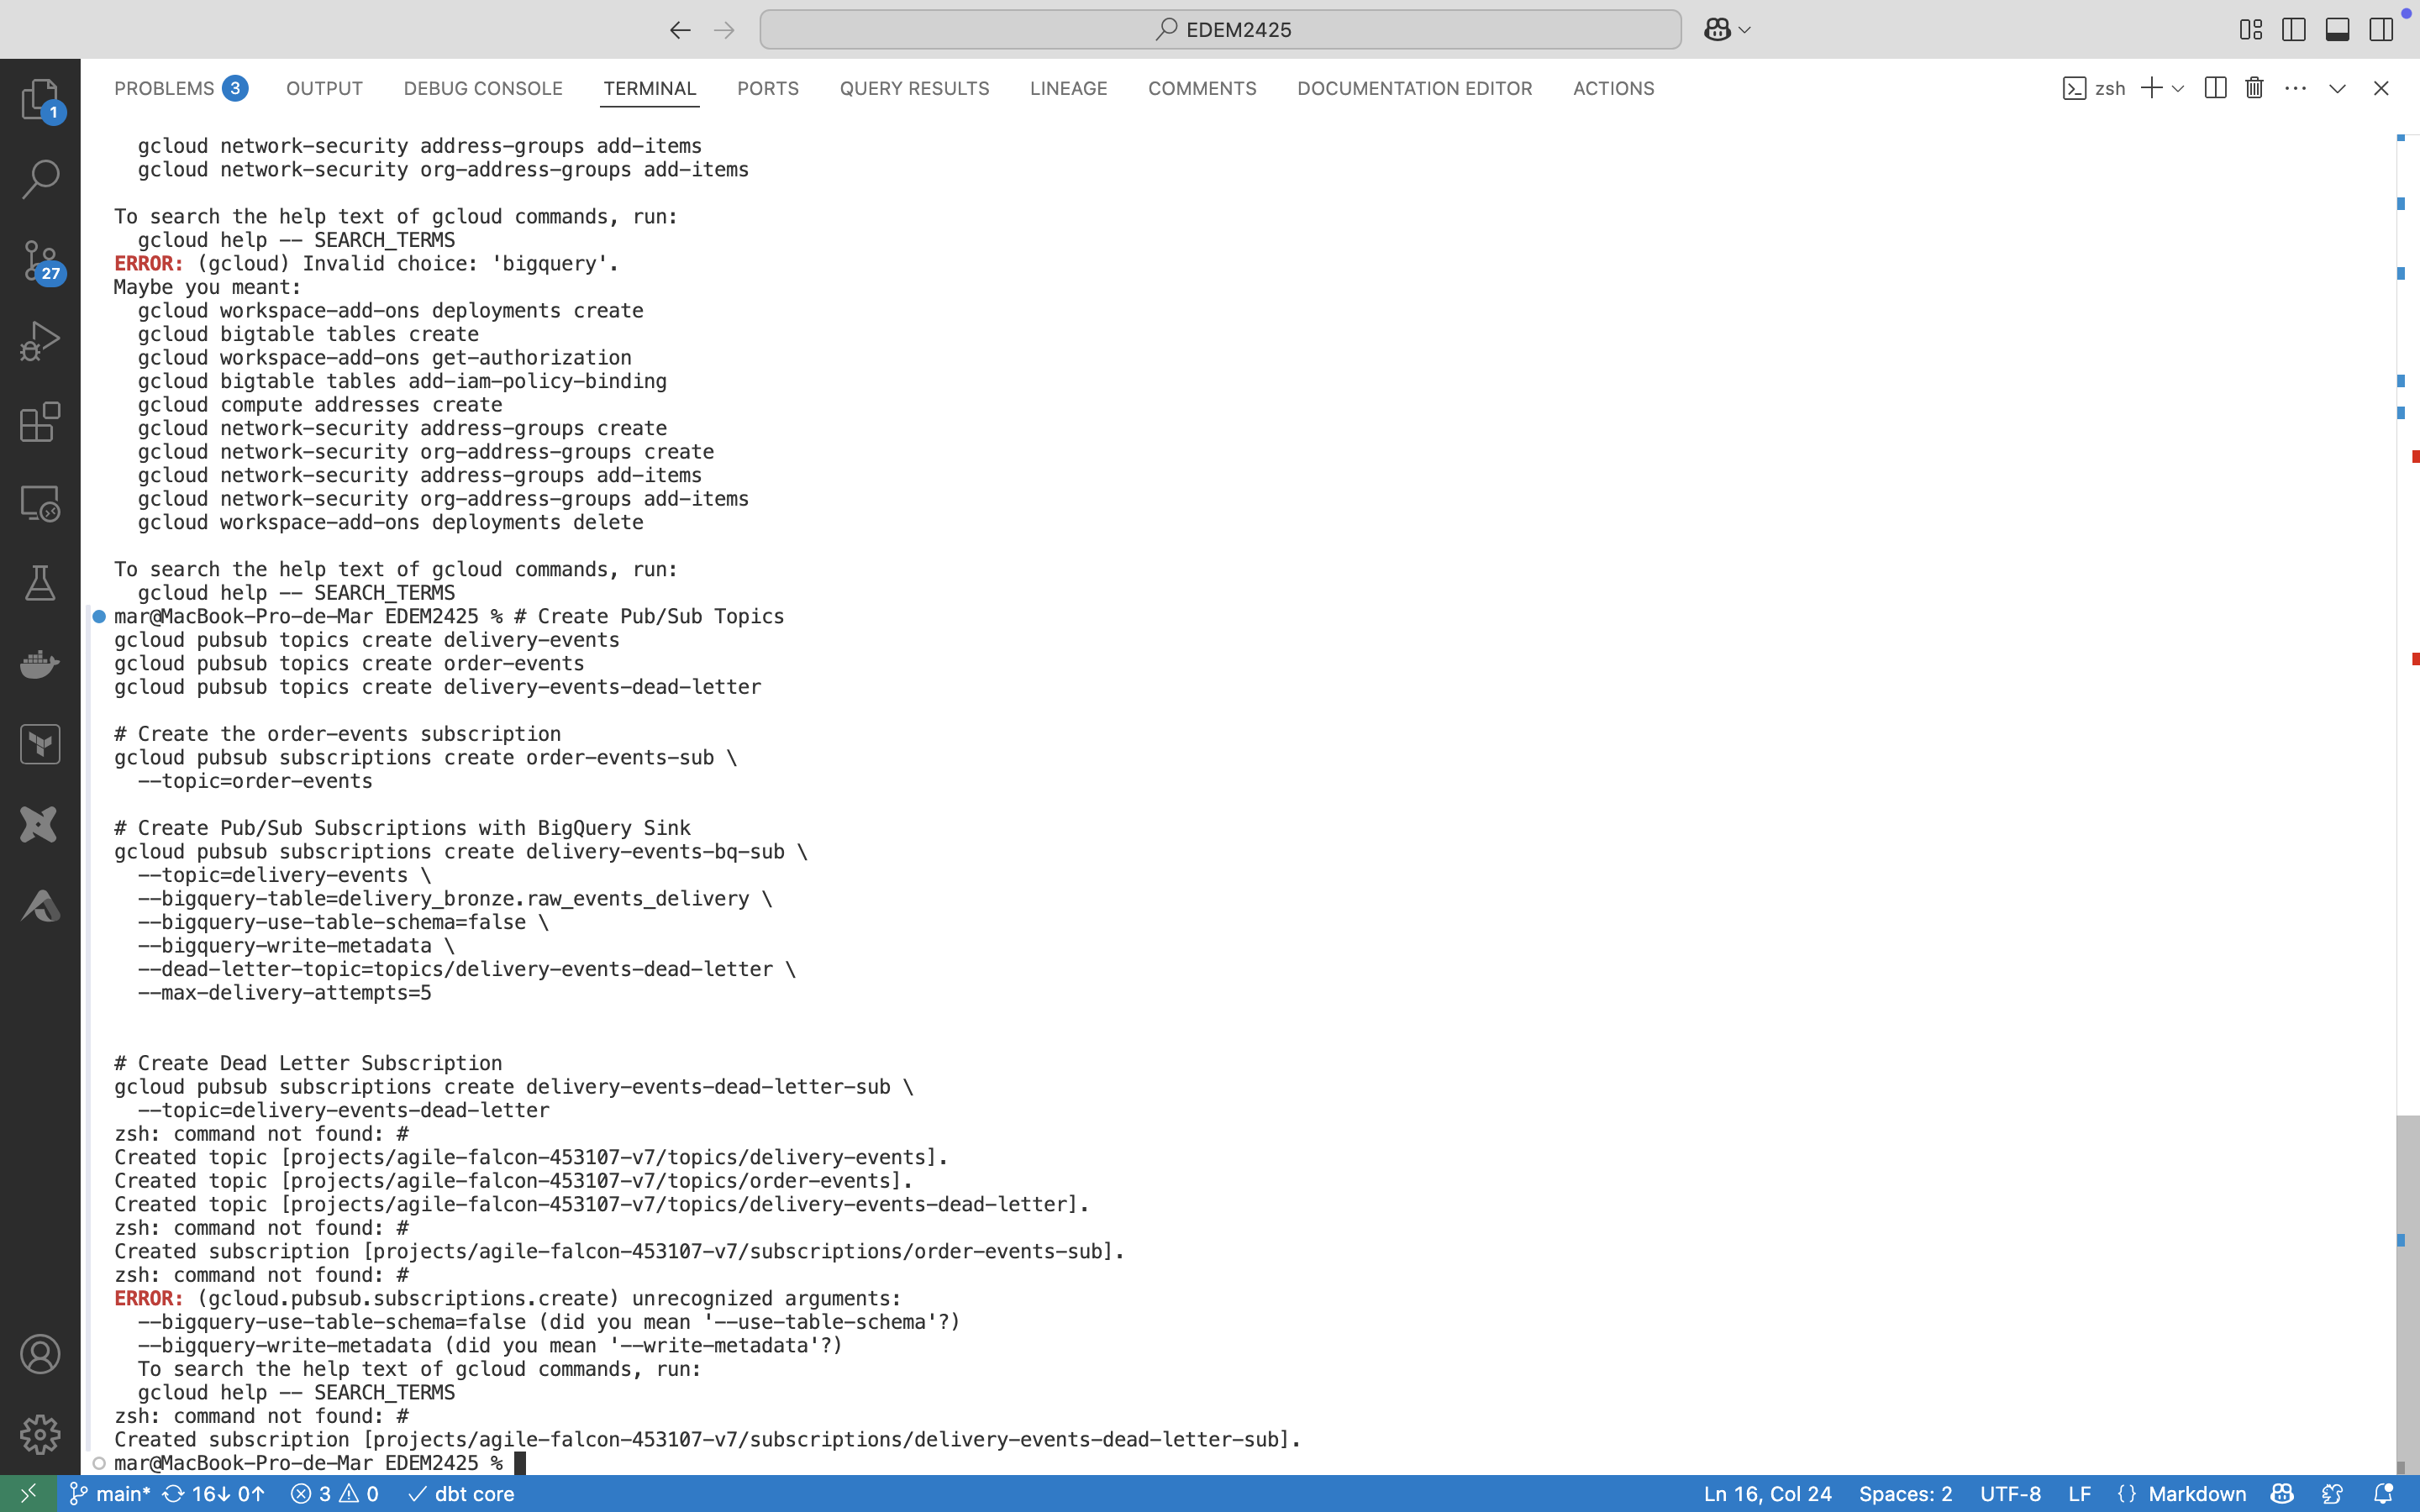 EDEM2425
PROBLEMS 3 OUTPUT DEBUG CONSOLE TERMINAL PORTS QUERY RESULTS LINEAGE COMMENTS DOCUMENTATION EDITOR ACTIONS zsh
1
27
  gcloud network-security address-groups add-items
  gcloud network-security org-address-groups add-items
To search the help text of gcloud commands, run:
  gcloud help -- SEARCH_TERMS
ERROR: (gcloud) Invalid choice: 'bigquery'.
Maybe you meant:
  gcloud workspace-add-ons deployments create
  gcloud bigtable tables create
  gcloud workspace-add-ons get-authorization
  gcloud bigtable tables add-iam-policy-binding
  gcloud compute addresses create
  gcloud network-security address-groups create
  gcloud network-security org-address-groups create
  gcloud network-security address-groups add-items
  gcloud network-security org-address-groups add-items
  gcloud workspace-add-ons deployments delete
To search the help text of gcloud commands, run:
  gcloud help -- SEARCH_TERMS
mar@MacBook-Pro-de-Mar EDEM2425 % # Create Pub/Sub Topics
gcloud pubsub topics create delivery-events
gcloud pubsub topics create order-events
gcloud pubsub topics create delivery-events-dead-letter
# Create the order-events subscription
gcloud pubsub subscriptions create order-events-sub \
  --topic=order-events
# Create Pub/Sub Subscriptions with BigQuery Sink
gcloud pubsub subscriptions create delivery-events-bq-sub \
  --topic=delivery-events \
  --bigquery-table=delivery_bronze.raw_events_delivery \
  --bigquery-use-table-schema=false \
  --bigquery-write-metadata \
  --dead-letter-topic=topics/delivery-events-dead-letter \
  --max-delivery-attempts=5
# Create Dead Letter Subscription
gcloud pubsub subscriptions create delivery-events-dead-letter-sub \
  --topic=delivery-events-dead-letter
zsh: command not found: #
Created topic [projects/agile-falcon-453107-v7/topics/delivery-events].
Created topic [projects/agile-falcon-453107-v7/topics/order-events].
Created topic [projects/agile-falcon-453107-v7/topics/delivery-events-dead-letter].
zsh: command not found: #
Created subscription [projects/agile-falcon-453107-v7/subscriptions/order-events-sub].
zsh: command not found: #
ERROR: (gcloud.pubsub.subscriptions.create) unrecognized arguments:
  --bigquery-use-table-schema=false (did you mean '--use-table-schema'?)
  --bigquery-write-metadata (did you mean '--write-metadata'?)
  To search the help text of gcloud commands, run:
  gcloud help -- SEARCH_TERMS
zsh: command not found: #
Created subscription [projects/agile-falcon-453107-v7/subscriptions/delivery-events-dead-letter-sub].
mar@MacBook-Pro-de-Mar EDEM2425 %
main* 16↓ 0↑ 3 0 dbt core Ln 16, Col 24 Spaces: 2 UTF-8 LF {} Markdown